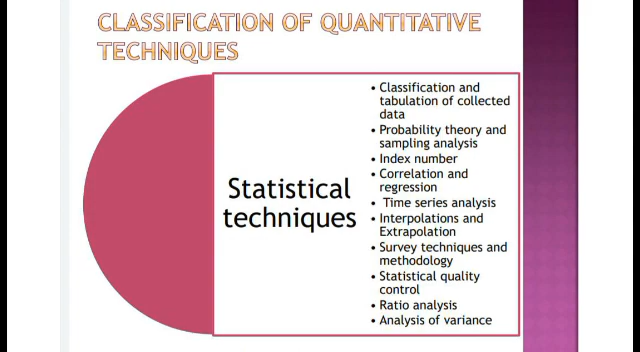 CLASSIFICATION OF QUANTITATIVE
TECHNIQUES
Statistical
techniques
• Classification and
tabulation of collected
data
• Probability theory and
sampling analysis
• Index number
• Correlation and
regression
• Time series analysis
• Interpolations and
Extrapolation
• Survey techniques and
methodology
• Statistical quality
control
• Ratio analysis
• Analysis of variance